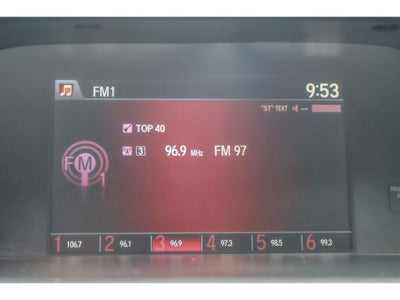 FM1 9:53
"ST" TEXT --
TOP 40
3 96.9 MHz FM 97
FM 1
1 106.7 2 96.1 3 96.9 4 97.3 5 98.5 6 99.3